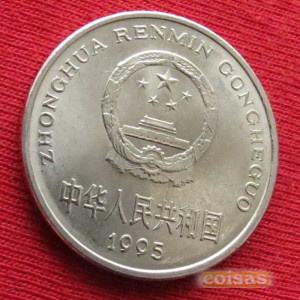 ZHONGHUA RENMIN GONGHEGUO
中华人民共和国
1995
coisas